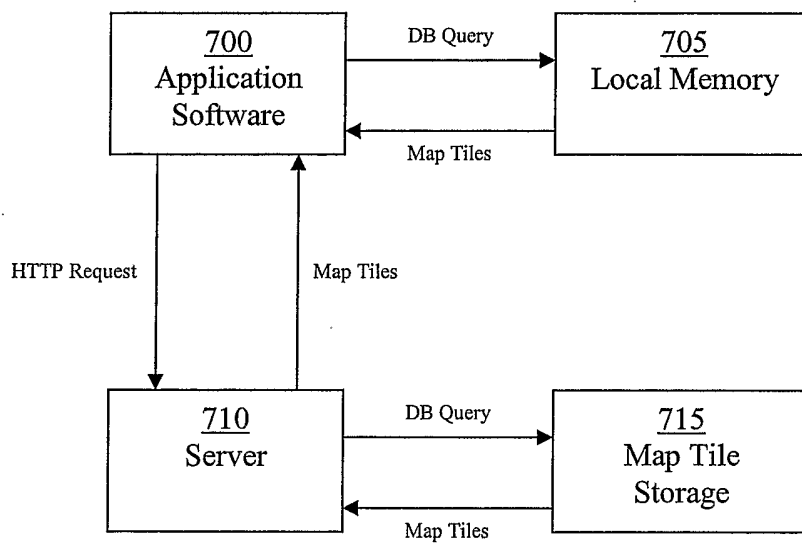 700
Application
Software
DB Query
705
Local Memory
Map Tiles
HTTP Request
Map Tiles
710
Server
DB Query
715
Map Tile
Storage
Map Tiles